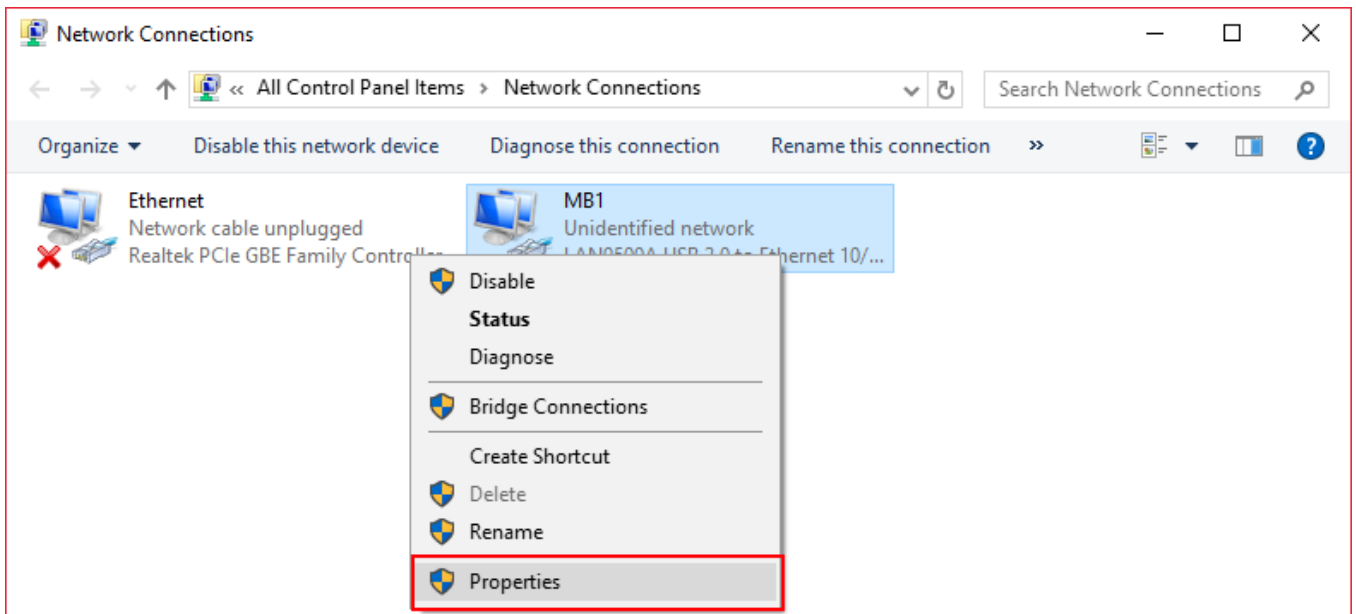 Network Connections
« All Control Panel Items > Network Connections
Search Network Connections
Organize Disable this network device Diagnose this connection Rename this connection »
Ethernet
Network cable unplugged
Realtek PCIe GBE Family Controller
MB1
Unidentified network
LAN9500A USB 2.0 to Ethernet 10/...
Disable
Status
Diagnose
Bridge Connections
Create Shortcut
Delete
Rename
Properties